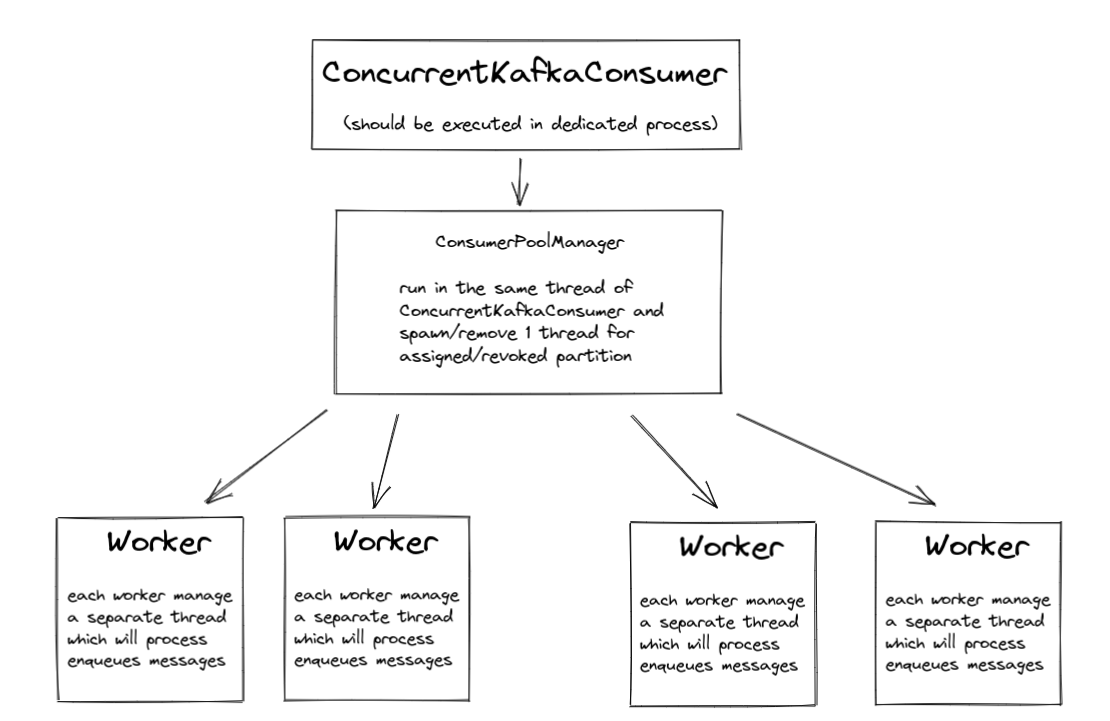 ConcurrentKafkaConsumer
(should be executed in dedicated process)
ConsumerPoolManager
run in the same thread of
ConcurrentKafkaConsumer and
spawn/remove 1 thread for
assigned/revoked partition
Worker
each worker manage
a separate thread
which will process
enqueues messages
Worker
each worker manage
a separate thread
which will process
enqueues messages
Worker
each worker manage
a separate thread
which will process
enqueues messages
Worker
each worker manage
a separate thread
which will process
enqueues messages